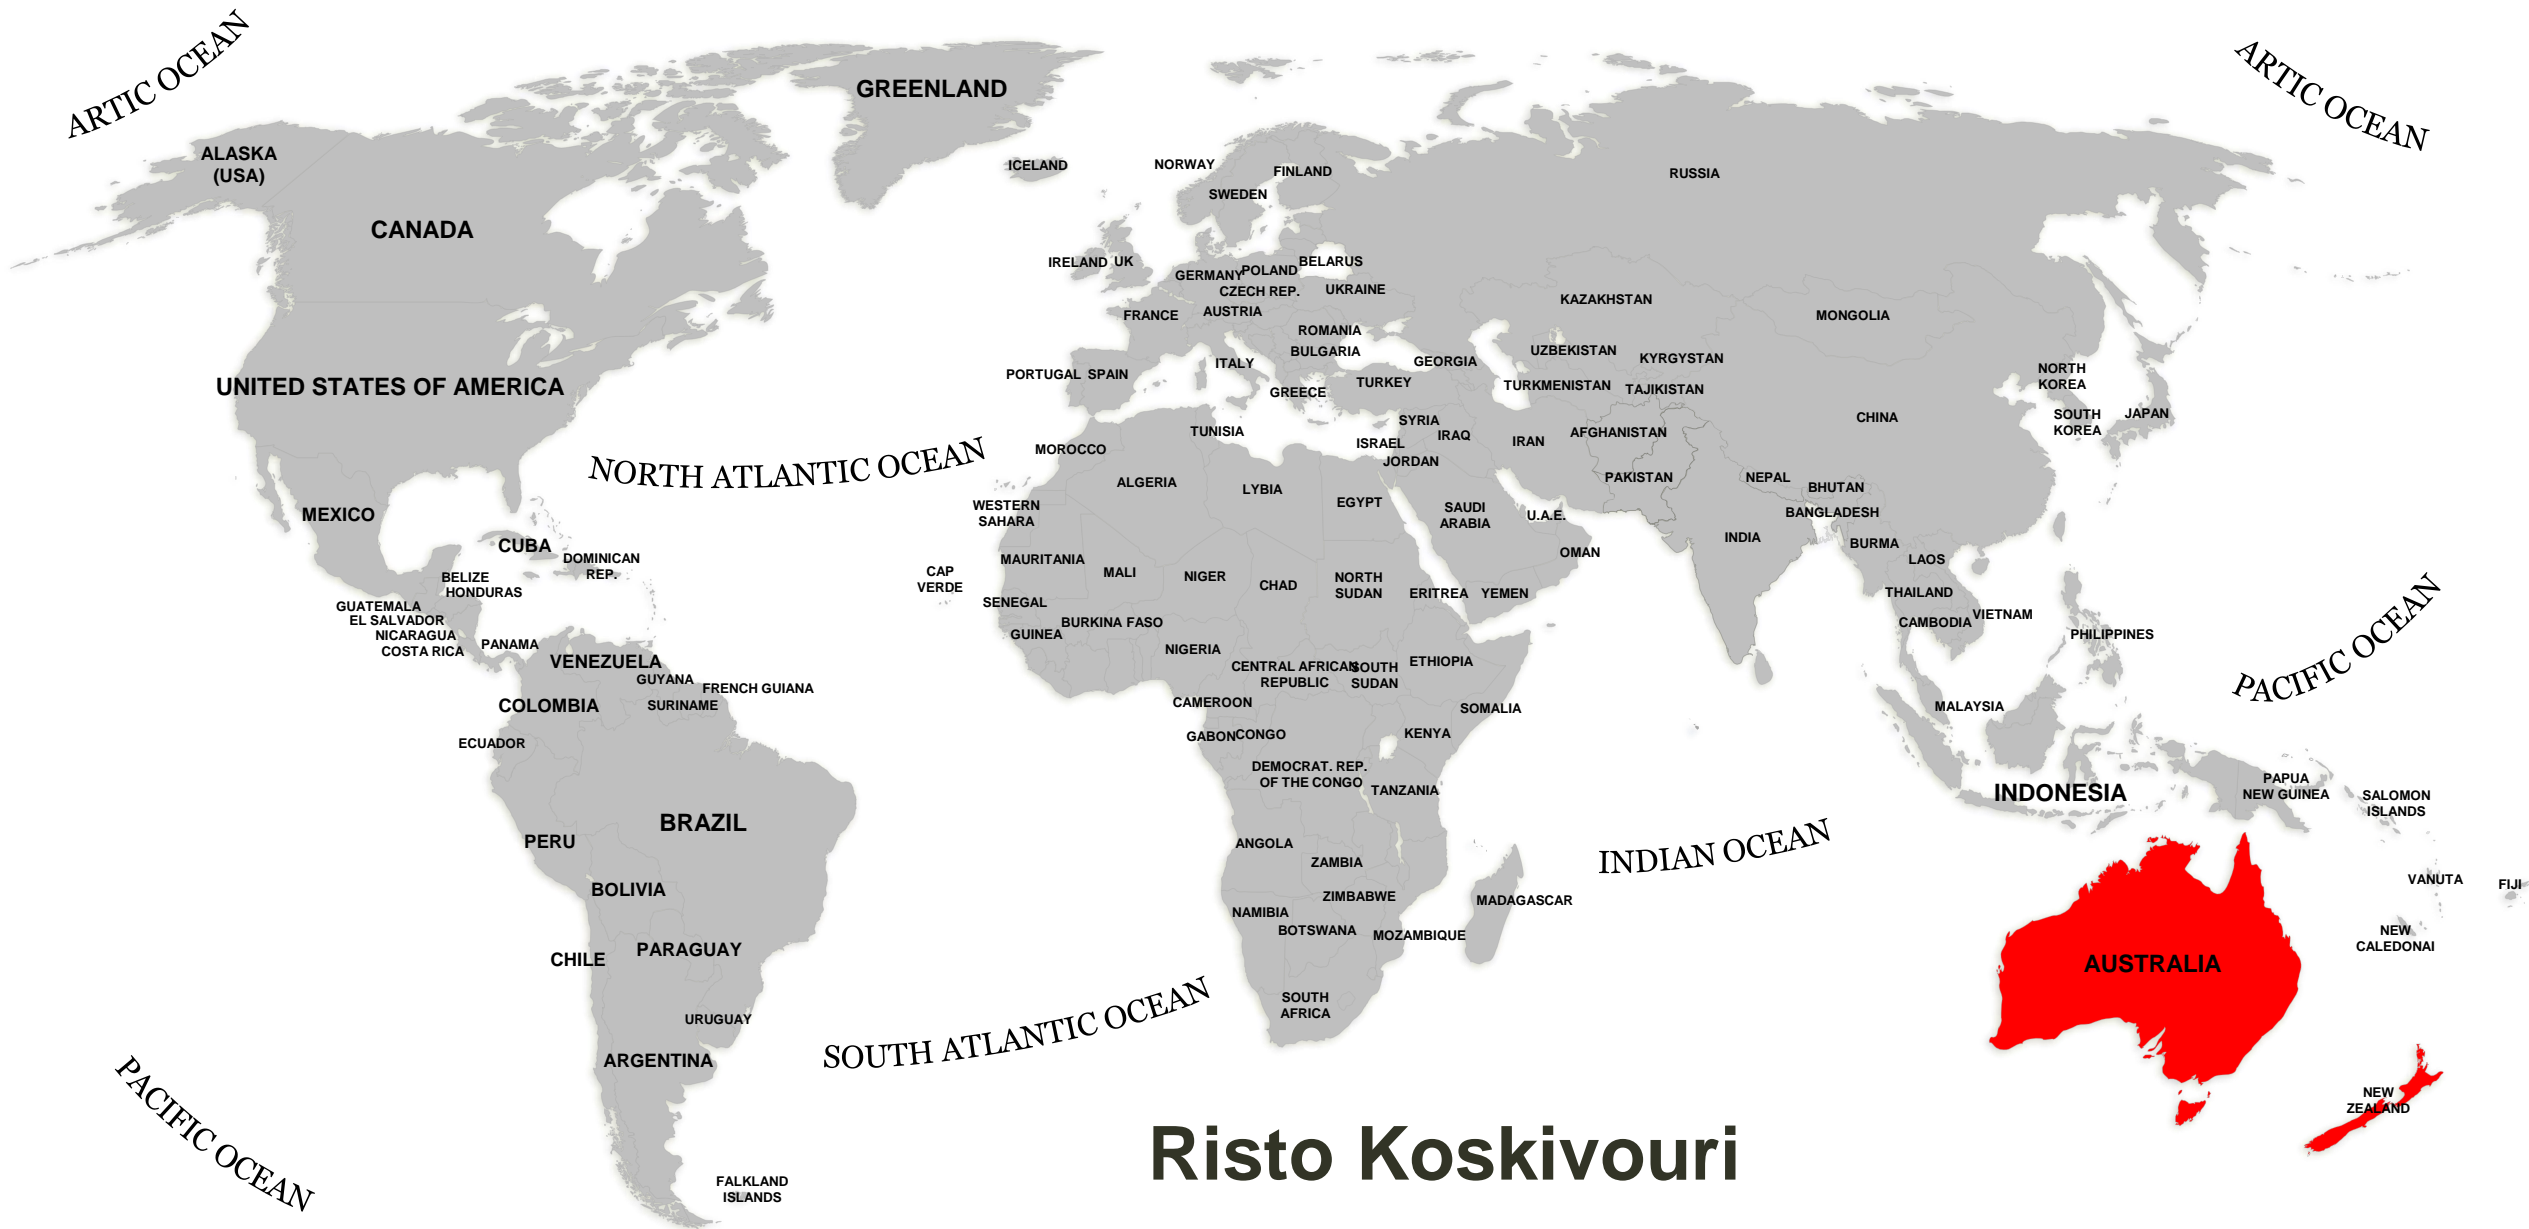 ARTIC OCEAN
ARTIC OCEAN
GREENLAND
ALASKA
(USA)
ICELAND
NORWAY
FINLAND
SWEDEN
RUSSIA
CANADA
IRELAND
UK
GERMANY
POLAND
BELARUS
CZECH REP.
UKRAINE
AUSTRIA
FRANCE
ROMANIA
BULGARIA
KAZAKHSTAN
MONGOLIA
UNITED STATES OF AMERICA
PORTUGAL
SPAIN
ITALY
GREECE
TURKEY
GEORGIA
UZBEKISTAN
KYRGYSTAN
TURKMENISTAN
TAJIKISTAN
NORTH
KOREA
SOUTH
KOREA
JAPAN
CHINA
NORTH ATLANTIC OCEAN
MOROCCO
TUNISIA
SYRIA
ISRAEL
IRAQ
JORDAN
IRAN
AFGHANISTAN
PAKISTAN
NEPAL
BHUTAN
BANGLADESH
MEXICO
WESTERN
SAHARA
ALGERIA
LYBIA
EGYPT
SAUDI
ARABIA
U.A.E.
OMAN
INDIA
BURMA
LAOS
CUBA
DOMINICAN
REP.
BELIZE
HONDURAS
GUATEMALA
EL SALVADOR
NICARAGUA
COSTA RICA
PANAMA
CAP
VERDE
MAURITANIA
MALI
NIGER
CHAD
NORTH
SUDAN
ERITREA
YEMEN
SENEGAL
GUINEA
BURKINA FASO
THAILAND
CAMBODIA
VIETNAM
PHILIPPINES
PACIFIC OCEAN
VENEZUELA
GUYANA
FRENCH GUIANA
SURINAME
COLOMBIA
ECUADOR
NIGERIA
CENTRAL AFRICAN
REPUBLIC
SOUTH
SUDAN
ETHIOPIA
CAMEROON
SOMALIA
GABON
CONGO
KENYA
DEMOCRAT. REP.
OF THE CONGO
TANZANIA
MALAYSIA
INDONESIA
PAPUA
NEW GUINEA
SALOMON
ISLANDS
BRAZIL
PERU
BOLIVIA
ANGOLA
ZAMBIA
ZIMBABWE
NAMIBIA
BOTSWANA
MOZAMBIQUE
MADAGASCAR
INDIAN OCEAN
VANUTA
FIJI
NEW
CALEDONAI
PARAGUAY
CHILE
AUSTRALIA
SOUTH
AFRICA
URUGUAY
ARGENTINA
SOUTH ATLANTIC OCEAN
PACIFIC OCEAN
NEW
ZEALAND
FALKLAND
ISLANDS
Risto Koskivouri